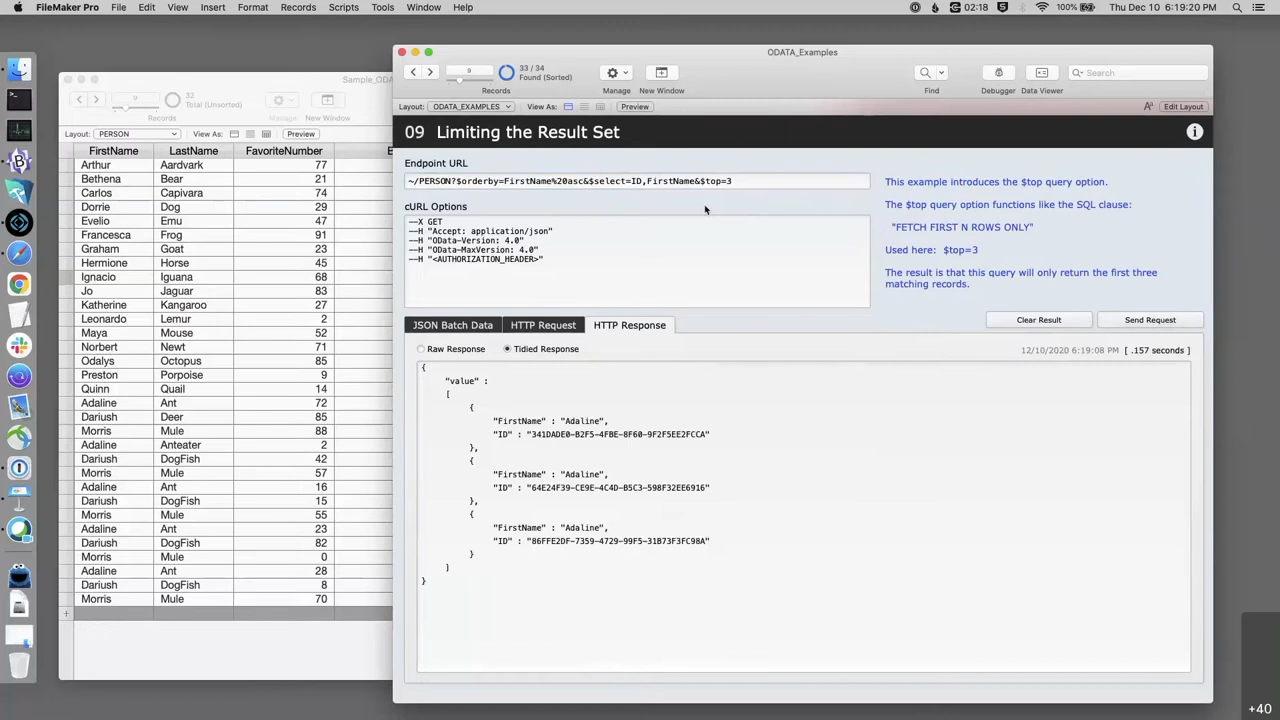 FileMaker Pro File Edit View Insert Format Records Scripts Tools Window Help 02:18 5 100% Thu Dec 10 6:19:20 PM
Sample_ODA
9
32
Total (Unsorted)
Records Manage New Window
Layout: PERSON View As: Preview
FirstName LastName FavoriteNumber E
Arthur Aardvark 77
Bethena Bear 21
Carlos Capivara 74
Dorrie Dog 29
Evelio Emu 47
Francesca Frog 91
Graham Goat 23
Hermione Horse 45
Ignacio Iguana 68
Jo Jaguar 83
Katherine Kangaroo 27
Leonardo Lemur 2
Maya Mouse 52
Norbert Newt 71
Odalys Octopus 85
Preston Porpoise 9
Quinn Quail 14
Adaline Ant 72
Dariush Deer 85
Morris Mule 88
Adaline Anteater 2
Dariush DogFish 42
Morris Mule 57
Adaline Ant 16
Dariush DogFish 15
Morris Mule 55
Adaline Ant 23
Dariush DogFish 82
Morris Mule 0
Adaline Ant 28
Dariush DogFish 8
Morris Mule 70
+
ODATA_Examples
9
33 / 34
Found (Sorted)
Search
Records Manage New Window Find Debugger Data Viewer
Layout: ODATA_EXAMPLES View As: Preview Edit Layout
09 Limiting the Result Set
Endpoint URL
~/PERSON?$orderby=FirstName%20asc&$select=ID,FirstName&$top=3
cURL Options
--X GET
--H "Accept: application/json"
--H "OData-Version: 4.0"
--H "OData-MaxVersion: 4.0"
--H "<AUTHORIZATION_HEADER>"
This example introduces the $top query option.
The $top query option functions like the SQL clause:
"FETCH FIRST N ROWS ONLY"
Used here: $top=3
The result is that this query will only return the first three
matching records.
Clear Result Send Request
JSON Batch Data HTTP Request HTTP Response
Raw Response Tidied Response 12/10/2020 6:19:08 PM [ .157 seconds ]
{
"value" :
[
{
"FirstName" : "Adaline",
"ID" : "341DADE0-B2F5-4FBE-8F60-9F2F5EE2FCCA"
},
{
"FirstName" : "Adaline",
"ID" : "64E24F39-CE9E-4C4D-B5C3-598F32EE6916"
},
{
"FirstName" : "Adaline",
"ID" : "86FFE2DF-7359-4729-99F5-31B73F3FC98A"
}
]
}
+40